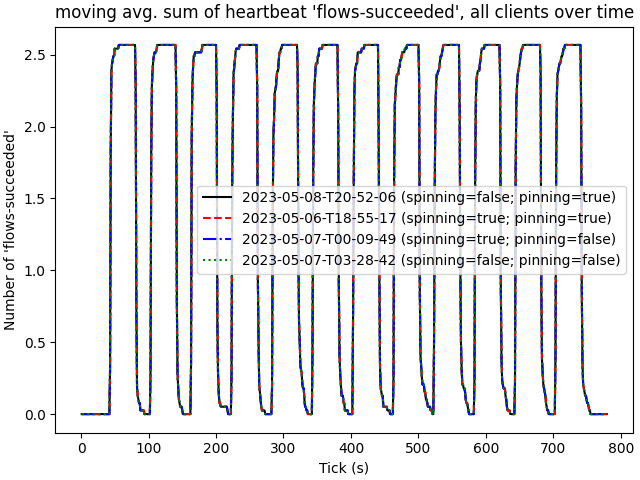 moving avg. sum of heartbeat 'flows-succeeded', all clients over time
Number of 'flows-succeeded'
2.5
2.0
1.5
1.0
0.5
0.0
2023-05-08-T20-52-06 (spinning=false; pinning=true)
2023-05-06-T18-55-17 (spinning=true; pinning=true)
2023-05-07-T00-09-49 (spinning=true; pinning=false)
2023-05-07-T03-28-42 (spinning=false; pinning=false)
0 100 200 300 400 500 600 700 800
Tick (s)